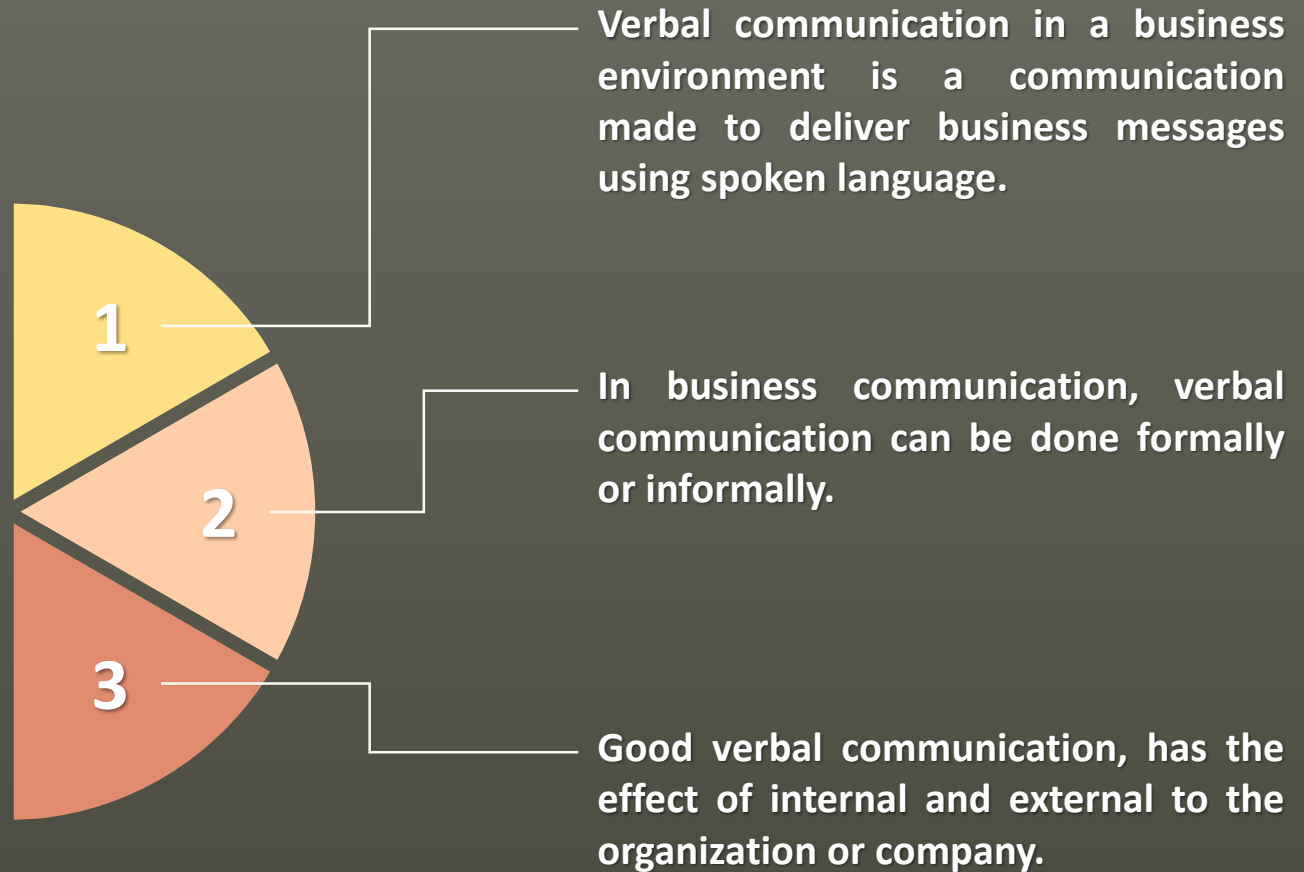 1
Verbal communication in a business
environment is a communication
made to deliver business messages
using spoken language.
2
In business communication, verbal
communication can be done formally
or informally.
3
Good verbal communication, has the
effect of internal and external to the
organization or company.